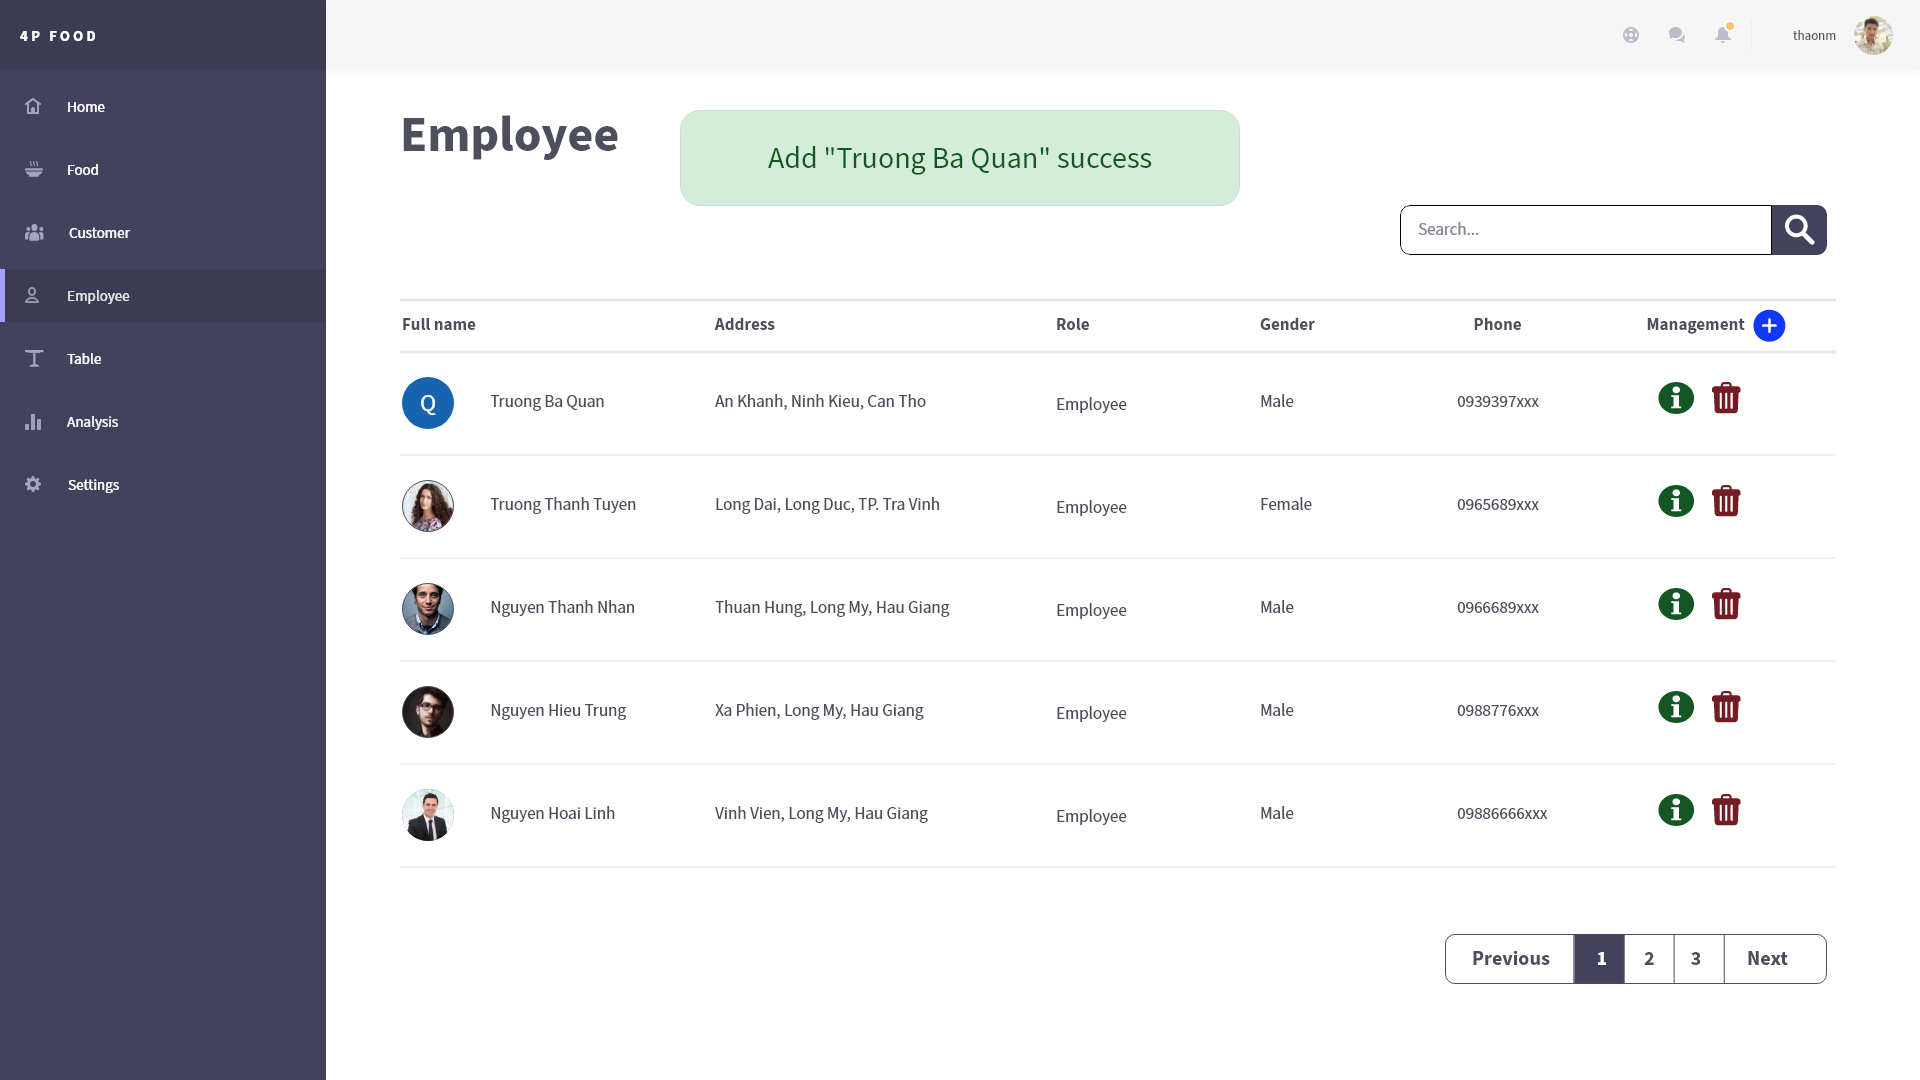 4P FOOD
thaonm
Home
Food
Customer
Employee
Table
Analysis
Settings
Employee
Add "Truong Ba Quan" success
Search...
Full name Address Role Gender Phone Management
Q Truong Ba Quan An Khanh, Ninh Kieu, Can Tho Employee Male 0939397xxx
Truong Thanh Tuyen Long Dai, Long Duc, TP. Tra Vinh Employee Female 0965689xxx
Nguyen Thanh Nhan Thuan Hung, Long My, Hau Giang Employee Male 0966689xxx
Nguyen Hieu Trung Xa Phien, Long My, Hau Giang Employee Male 0988776xxx
Nguyen Hoai Linh Vinh Vien, Long My, Hau Giang Employee Male 09886666xxx
Previous 1 2 3 Next